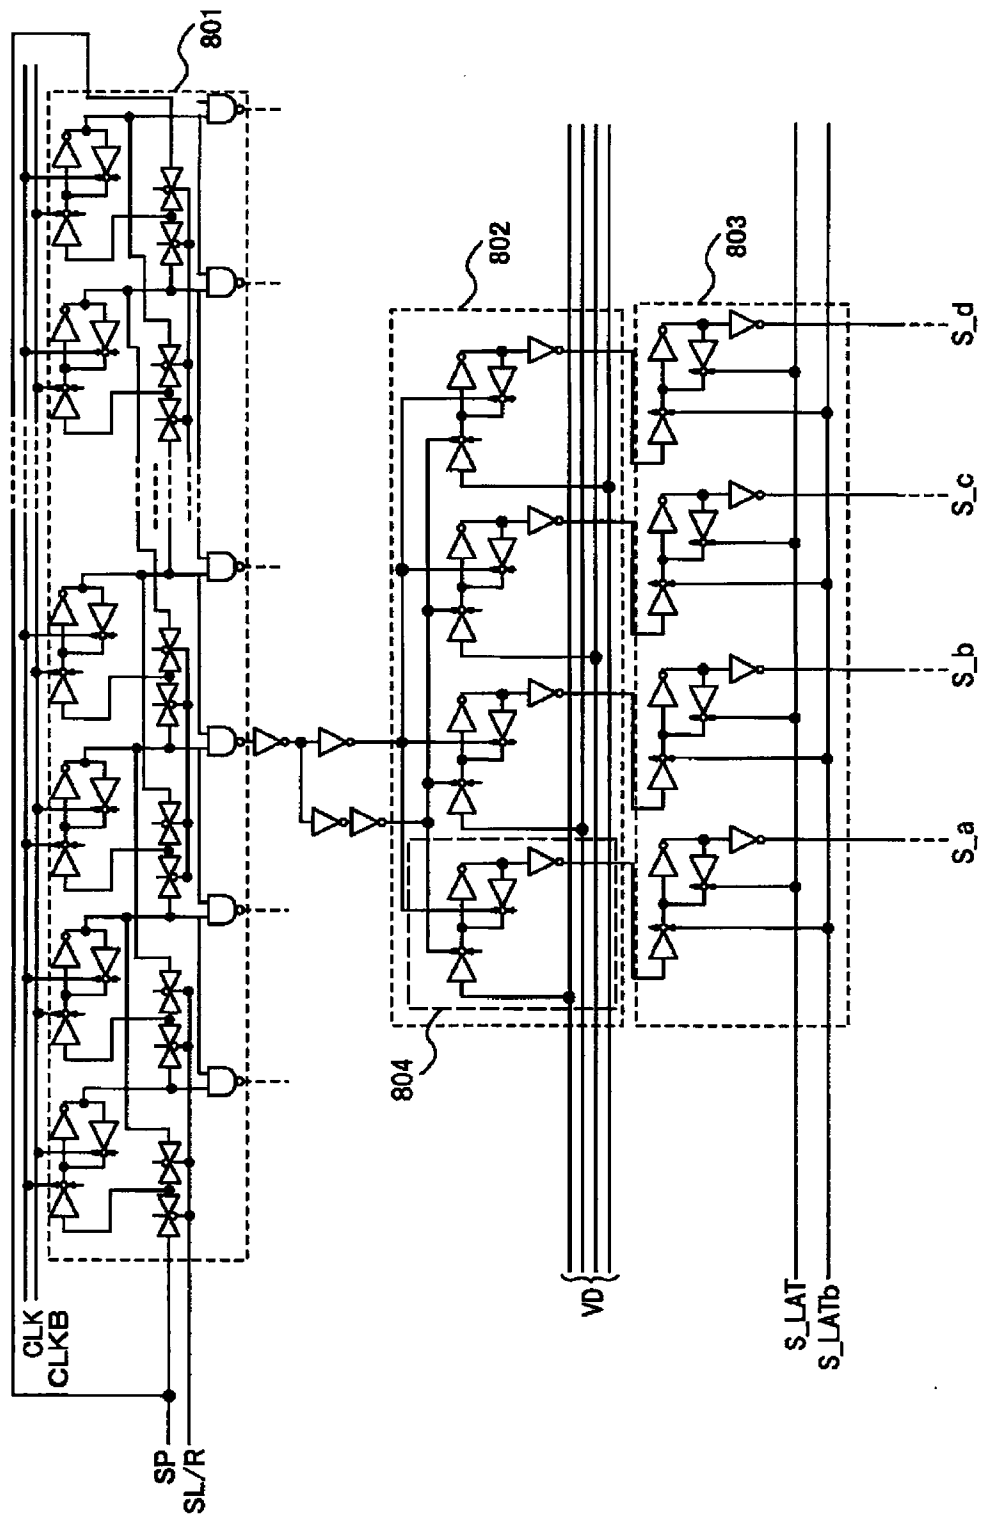 CLK
CLKB
SP
SL/R
801
802
803
804
VD
S_LAT
S_LATb
S_a
S_b
S_c
S_d